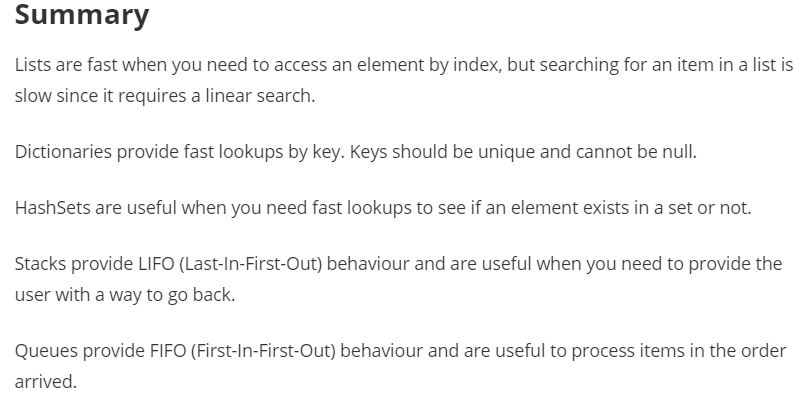 Summary
Lists are fast when you need to access an element by index, but searching for an item in a list is
slow since it requires a linear search.
Dictionaries provide fast lookups by key. Keys should be unique and cannot be null.
HashSets are useful when you need fast lookups to see if an element exists in a set or not.
Stacks provide LIFO (Last-In-First-Out) behaviour and are useful when you need to provide the
user with a way to go back.
Queues provide FIFO (First-In-First-Out) behaviour and are useful to process items in the order
arrived.